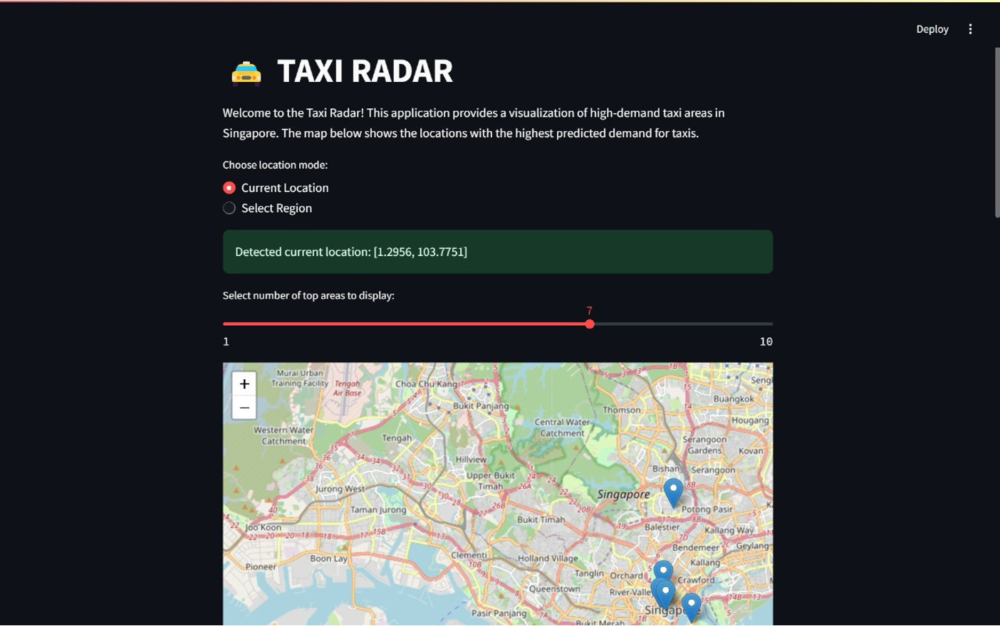 Deploy
TAXI RADAR
Welcome to the Taxi Radar! This application provides a visualization of high-demand taxi areas in
Singapore. The map below shows the locations with the highest predicted demand for taxis.
Choose location mode:
Current Location
Select Region
Detected current location: [1.2956, 103.7751]
Select number of top areas to display:
7
1
10
+
−
Murai Urban
Training Facility
Tengah
Air Base
Choa Chu Kang
Bukit Panjang
Thomson
Buangkok
Hougang
Central Water
Catchment
Western Water
Catchment
Tengah
Serangoon
Gardens
Kovan
Hillview
Upper Bukit
Timah
Bishan
Serangoon
Jurong West
Singapore
Taman Jurong
Potong Pasir
Bukit Timah
Joo Koon
Balestier
Kallang Way
Bendemeer
Geylang
Clementi
Holland Village
Boon Lay
Pioneer
Kallang
Tanglin
Orchard
Crawford
Queenstown
Pasir Panjang
Bukit Merah